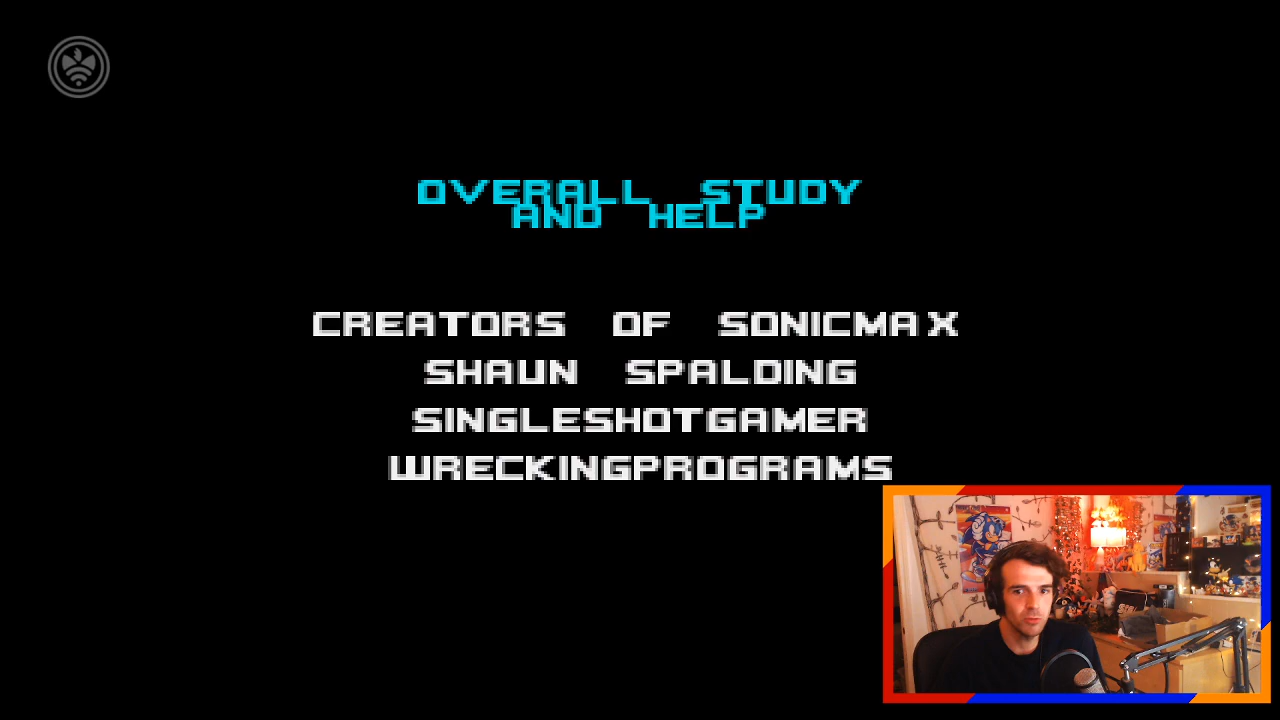 OVERALL STUDY
AND HELP
CREATORS OF SONICMAX
SHAUN SPALDING
SINGLESHOTGAMER
WRECKINGPROGRAMS